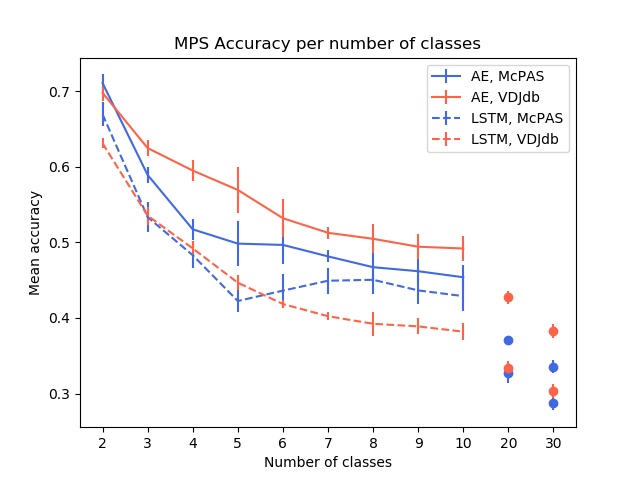 MPS Accuracy per number of classes
AE, McPAS
AE, VDJdb
LSTM, McPAS
LSTM, VDJdb
Mean accuracy
0.7
0.6
0.5
0.4
0.3
2 3 4 5 6 7 8 9 10 20 30
Number of classes